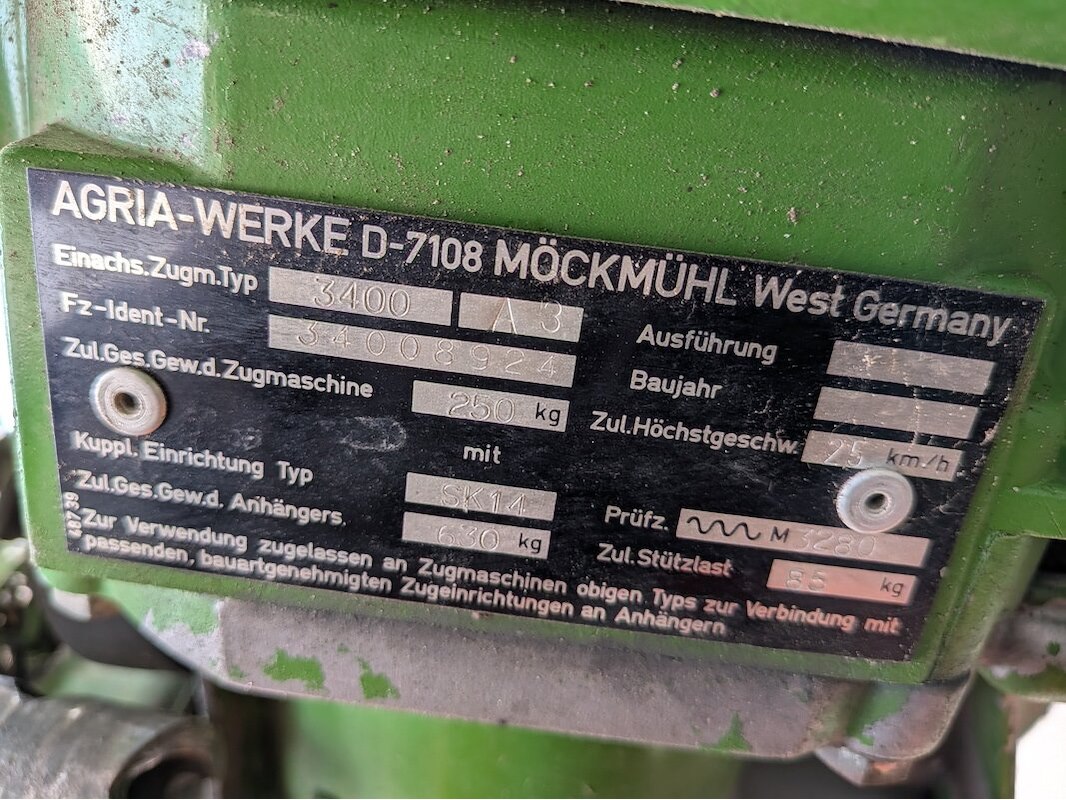 AGRIA-WERKE D-7108 MÖCKMÜHL West Germany
Einachs.Zugm.Typ 3400 A 3 Ausführung
Fz-Ident-Nr. 34008924 Baujahr
Zul.Ges.Gew.d.Zugmaschine 250 kg Zul.Höchstgeschw. 25 km/h
mit
Kuppl. Einrichtung Typ SK14 Prüfz. M 3280
Zul.Ges.Gew.d. Anhängers. 630 kg Zul.Stützlast 85 kg
68739
Zur Verwendung zugelassen an Zugmaschinen obigen Typs zur Verbindung mit
passenden, bauartgenehmigten Zugeinrichtungen an Anhängern